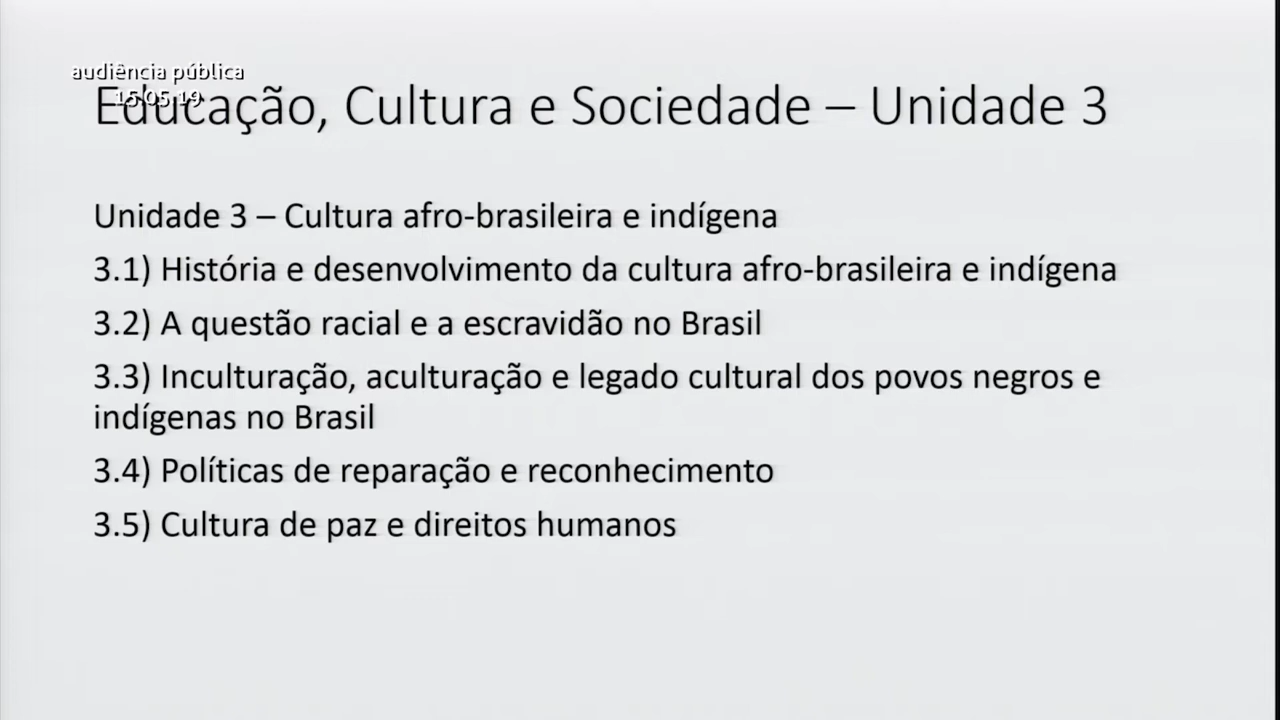 audiência pública
15.05.19
Educação, Cultura e Sociedade – Unidade 3
Unidade 3 – Cultura afro-brasileira e indígena
3.1) História e desenvolvimento da cultura afro-brasileira e indígena
3.2) A questão racial e a escravidão no Brasil
3.3) Inculturação, aculturação e legado cultural dos povos negros e
indígenas no Brasil
3.4) Políticas de reparação e reconhecimento
3.5) Cultura de paz e direitos humanos